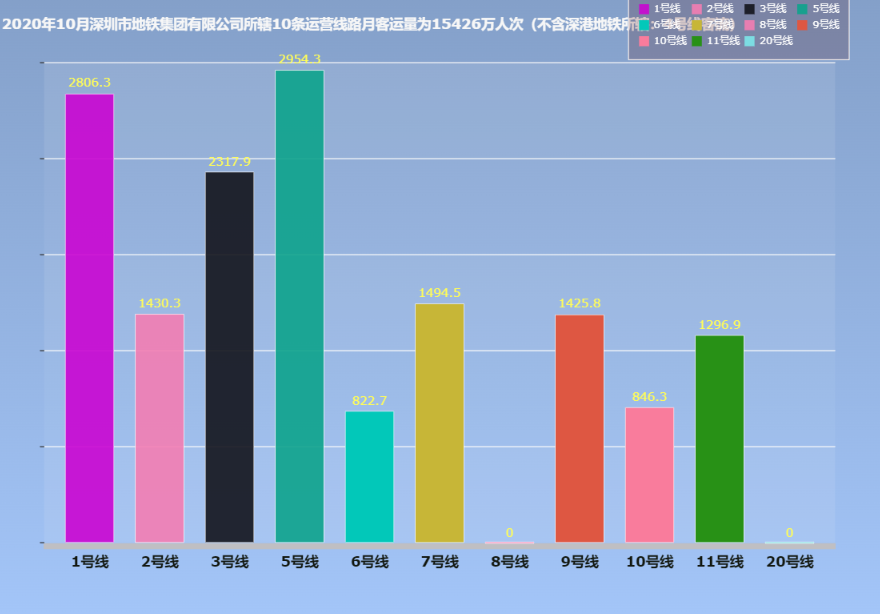 2020年10月深圳市地铁集团有限公司所辖10条运营线路月客运量为15426万人次（不含深港地铁所辖
1号线 2号线 3号线 5号线
6号线 7号线 8号线 9号线
10号线 11号线 20号线
2806.3
1430.3
2317.9
2954.3
822.7
1494.5
0
1425.8
846.3
1296.9
0
1号线 2号线 3号线 5号线 6号线 7号线 8号线 9号线 10号线 11号线 20号线